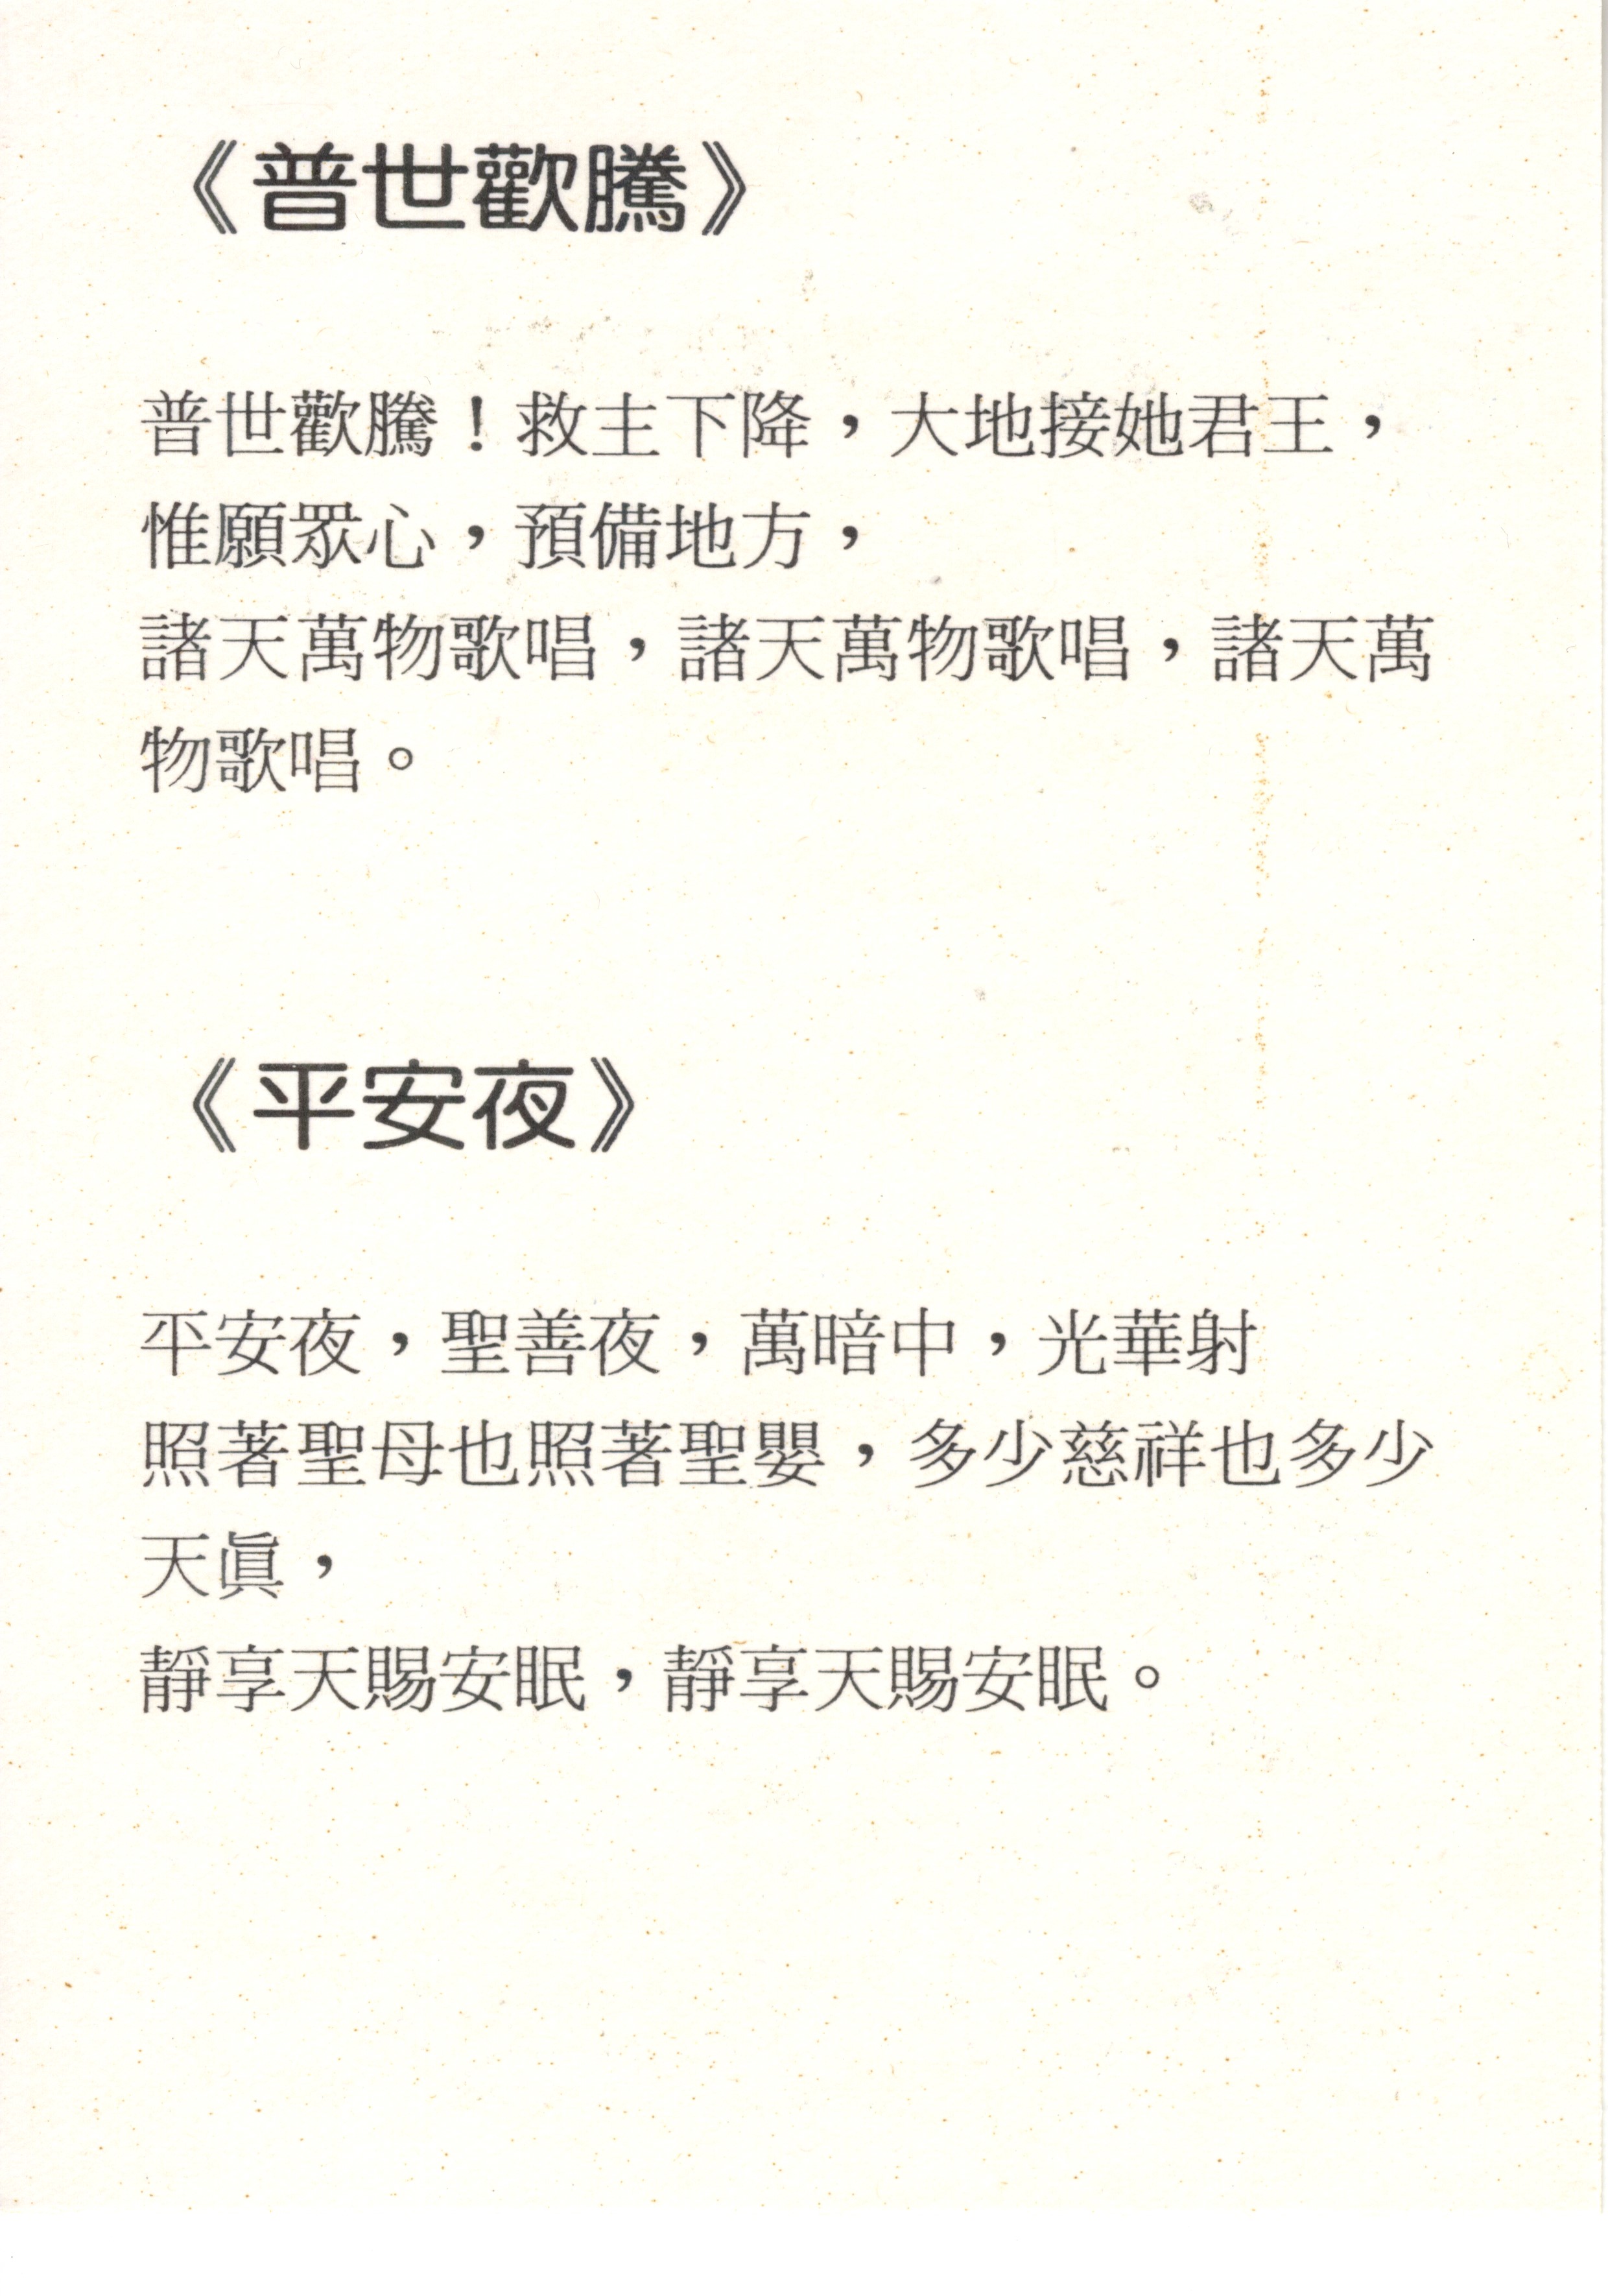 《普世歡騰》
普世歡騰！救主下降，大地接她君王，
惟願眾心，預備地方，
諸天萬物歌唱，諸天萬物歌唱，諸天萬
物歌唱。
《平安夜》
平安夜，聖善夜，萬暗中，光華射
照著聖母也照著聖嬰，多少慈祥也多少
天眞，
靜享天賜安眠，靜享天賜安眠。